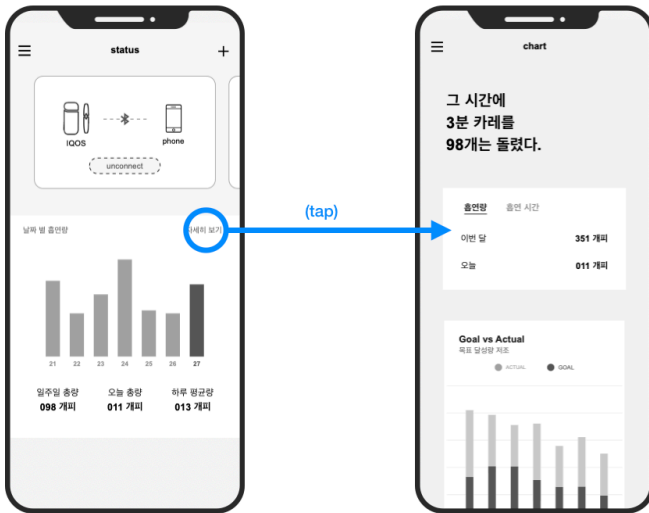 status
IQOS
phone
unconnect
날짜 별 흡연량
자세히 보기
21 22 23 24 25 26 27
일주일 총량 오늘 총량 하루 평균량
098 개피 011 개피 013 개피
(tap)
chart
그 시간에
3분 카레를
98개는 돌렸다.
흡연량 흡연 시간
이번 달 351 개피
오늘 011 개피
Goal vs Actual
목표 달성량 저조
ACTUAL GOAL